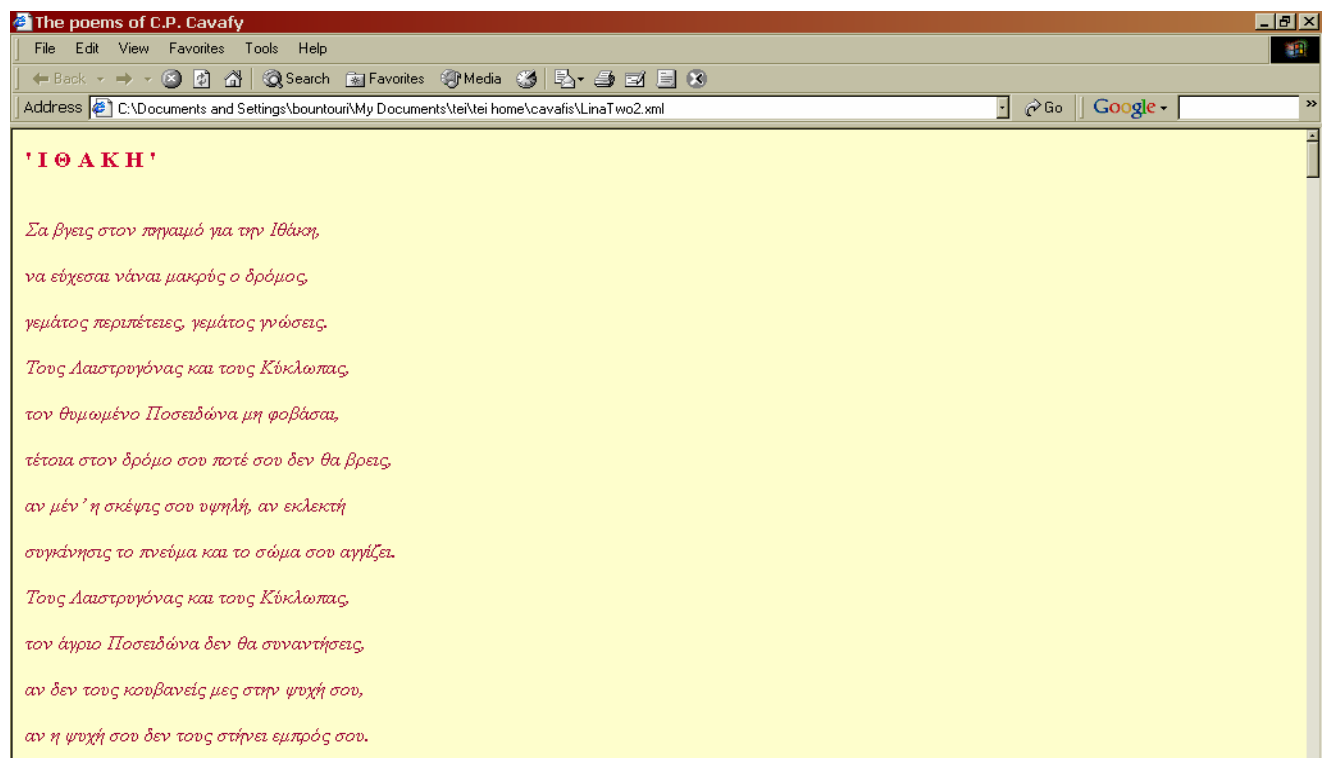 The poems of C.P. Cavafy
File Edit View Favorites Tools Help
Back Search Favorites Media
Address C:\Documents and Settings\bountouri\My Documents\tei\tei home\cavafis\LinaTwo2.xml Go Google
'Ι Θ Α Κ Η'
Σα βγεις στον πηγαιμό για την Ιθάκη,
να εύχεσαι νάναι μακρύς ο δρόμος,
γεμάτος περιπέτειες, γεμάτος γνώσεις.
Τους Λαιστρυγόνας και τους Κύκλωπας,
τον θυμωμένο Ποσειδώνα μη φοβάσαι,
τέτοια στον δρόμο σου ποτέ σου δεν θα βρεις,
αν μέν’ η σκέψις σου υψηλή, αν εκλεκτή
συγκίνησις το πνεύμα και το σώμα σου αγγίζει.
Τους Λαιστρυγόνας και τους Κύκλωπας,
τον άγριο Ποσειδώνα δεν θα συναντήσεις,
αν δεν τους κουβανείς μες στην ψυχή σου,
αν η ψυχή σου δεν τους στήνει εμπρός σου.